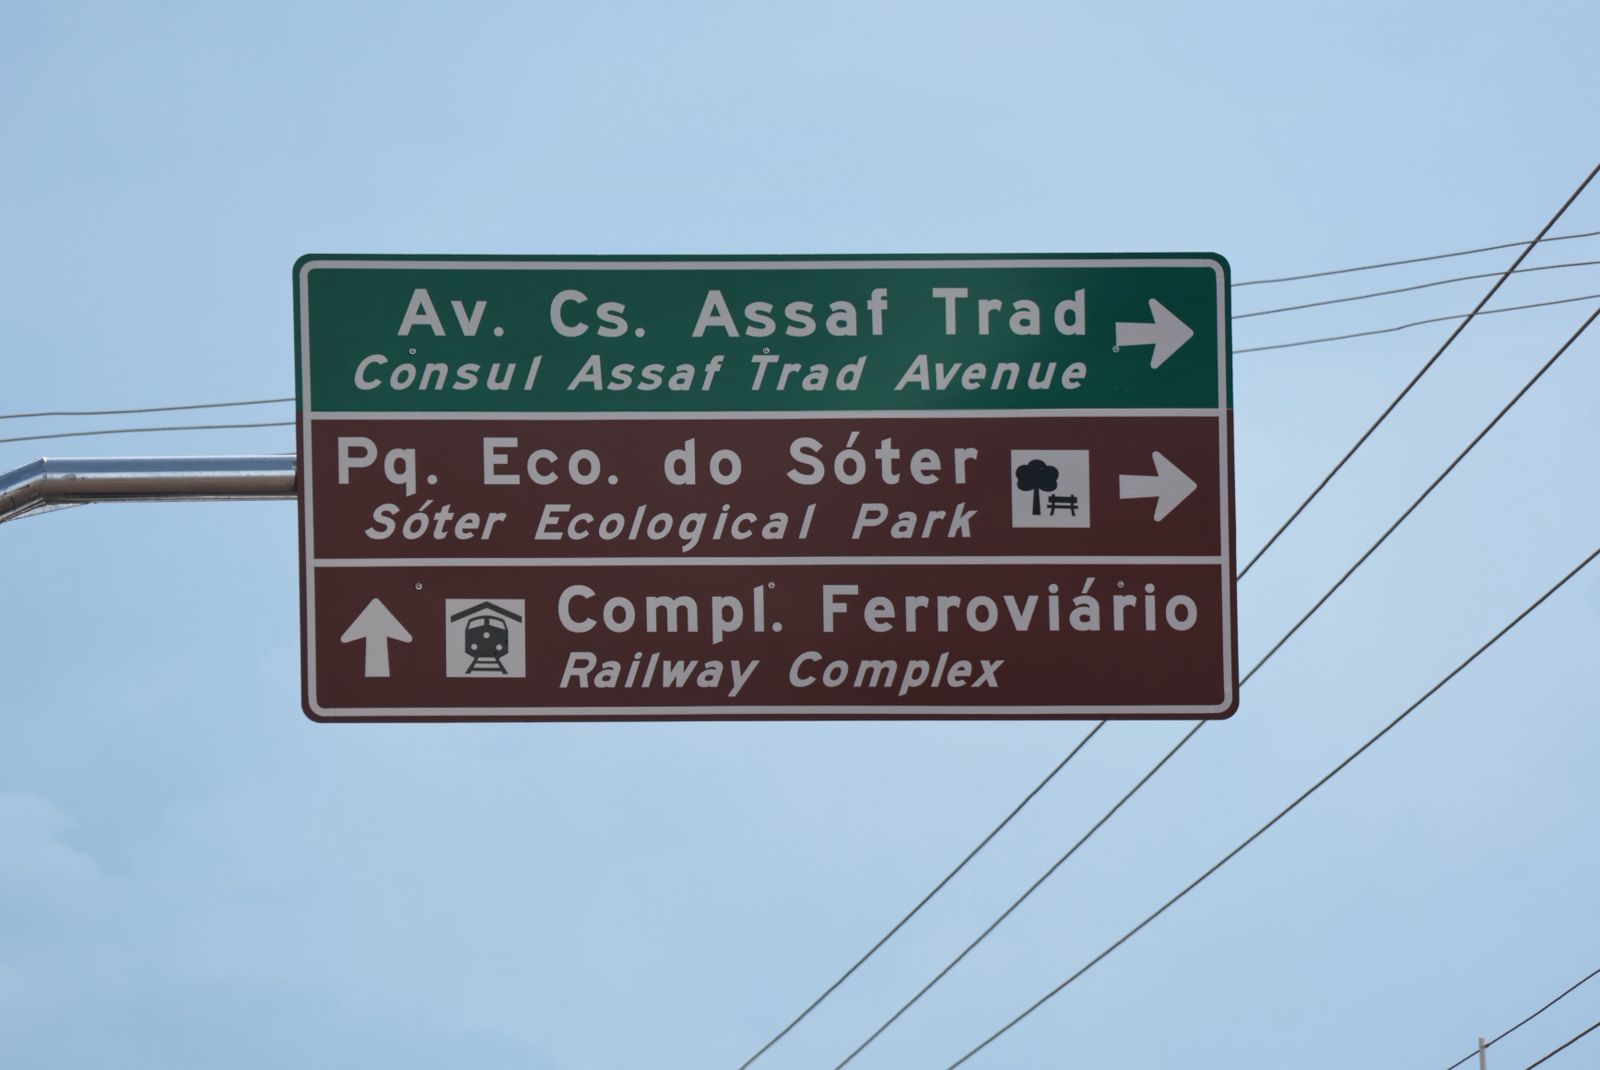 Av. Cs. Assaf Trad
Consul Assaf Trad Avenue
Pq. Eco. do Sóter
Sóter Ecological Park
Compl. Ferroviário
Railway Complex